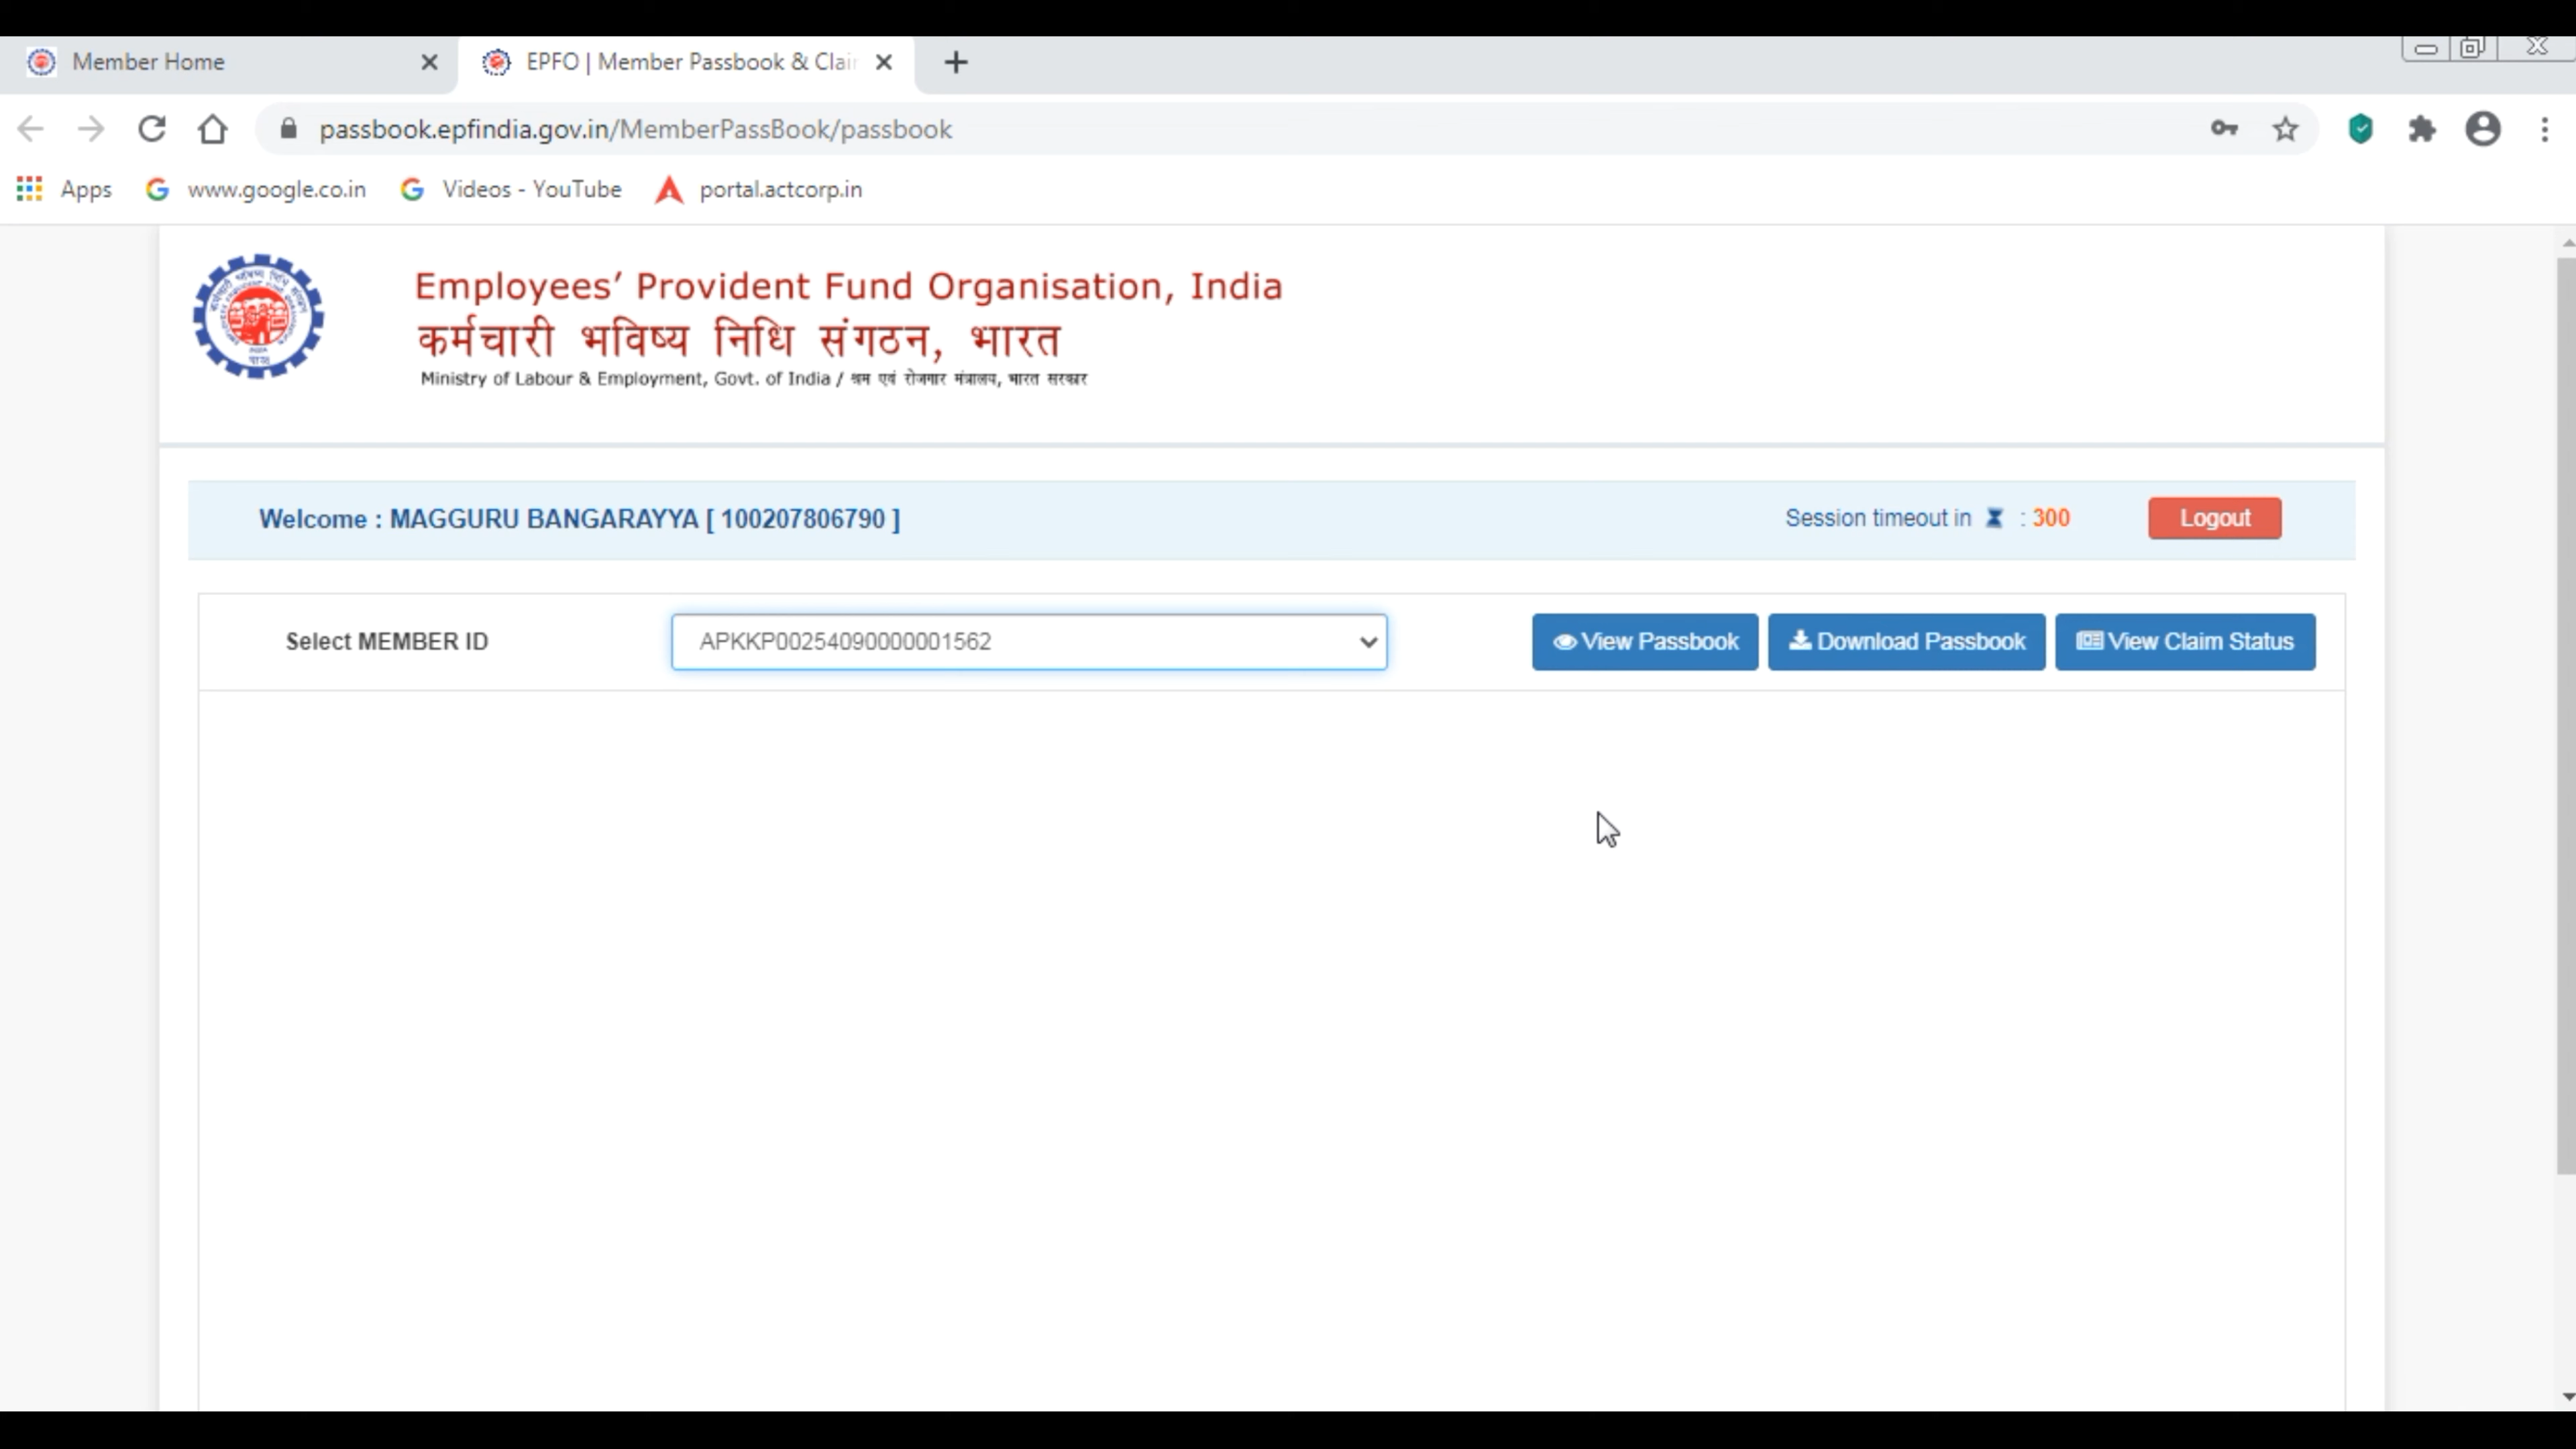 Member Home
EPFO | Member Passbook & Clai
passbook.epfindia.gov.in/MemberPassBook/passbook
Apps www.google.co.in Videos - YouTube portal.actcorp.in
Employees' Provident Fund Organisation, India
कर्मचारी भविष्य निधि संगठन, भारत
Ministry of Labour & Employment, Govt. of India / श्रम एवं रोजगार मंत्रालय, भारत सरकार
Welcome : MAGGURU BANGARAYYA [ 100207806790 ] Session timeout in : 300 Logout
Select MEMBER ID APKKP00254090000001562 View Passbook Download Passbook View Claim Status